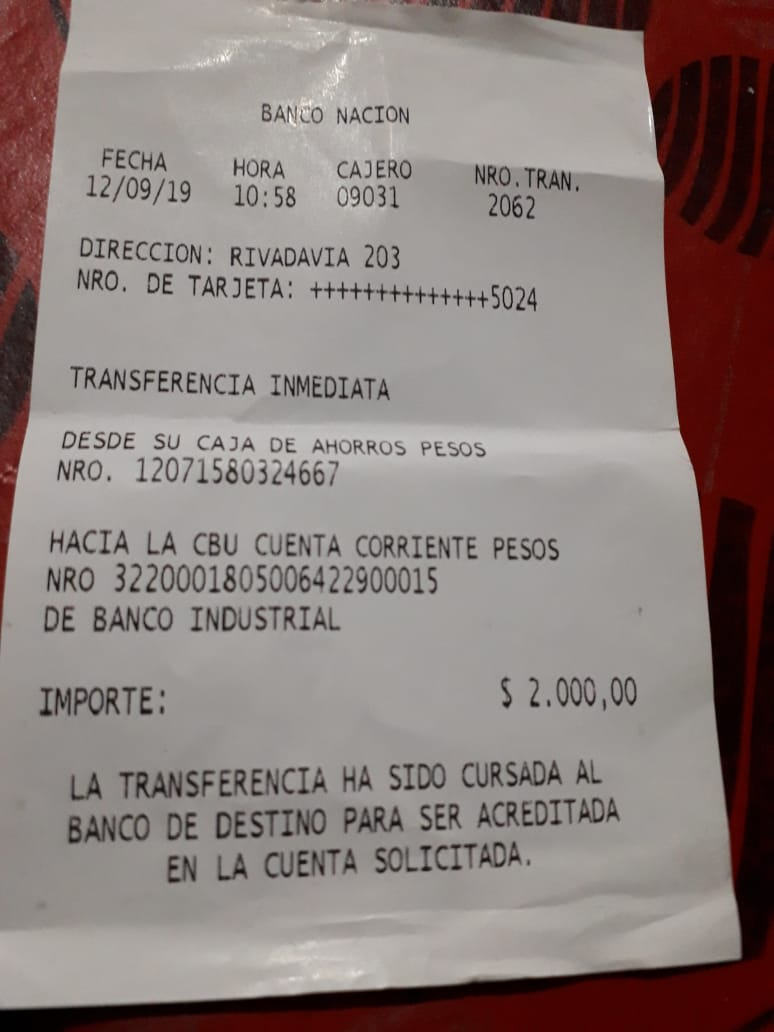 BANCO NACION
FECHA HORA CAJERO NRO.TRAN.
12/09/19 10:58 09031 2062
DIRECCION: RIVADAVIA 203
NRO. DE TARJETA: ++++++++++++++5024
TRANSFERENCIA INMEDIATA
DESDE SU CAJA DE AHORROS PESOS
NRO. 12071580324667
HACIA LA CBU CUENTA CORRIENTE PESOS
NRO 3220001805006422900015
DE BANCO INDUSTRIAL
IMPORTE: $ 2.000,00
LA TRANSFERENCIA HA SIDO CURSADA AL
BANCO DE DESTINO PARA SER ACREDITADA
EN LA CUENTA SOLICITADA.